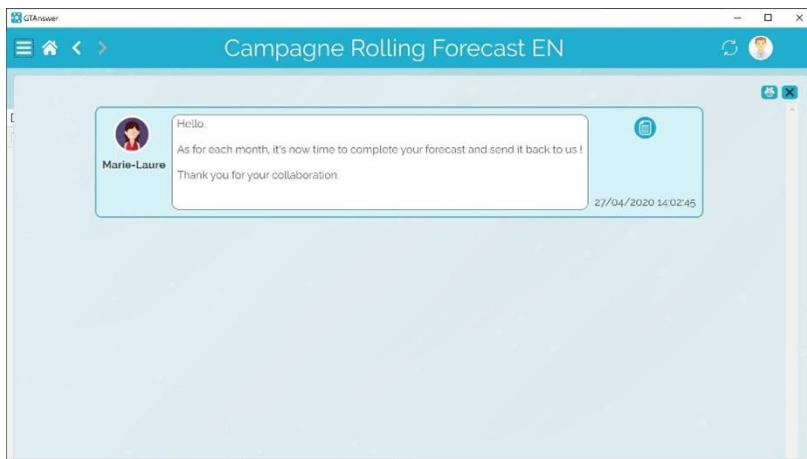 GTAnswer
Campagne Rolling Forecast EN
Hello,
As for each month, it's now time to complete your forecast and send it back to us !
Thank you for your collaboration.
Marie-Laure
27/04/2020 14:02:45